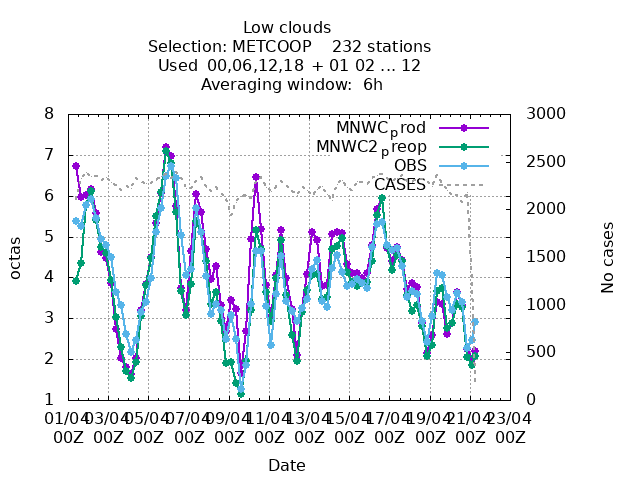 Low clouds
Selection: METCOOP 232 stations
Used 00,06,12,18 + 01 02 ... 12
Averaging window: 6h
8
7
6
5
4
3
2
1
octas
3000
2500
2000
1500
1000
500
0
No cases
MNWC_prod
MNWC2_preop
OBS
CASES
01/04 03/04 05/04 07/04 09/04 11/04 13/04 15/04 17/04 19/04 21/04 23/04
00Z 00Z 00Z 00Z 00Z 00Z 00Z 00Z 00Z 00Z 00Z 00Z
Date